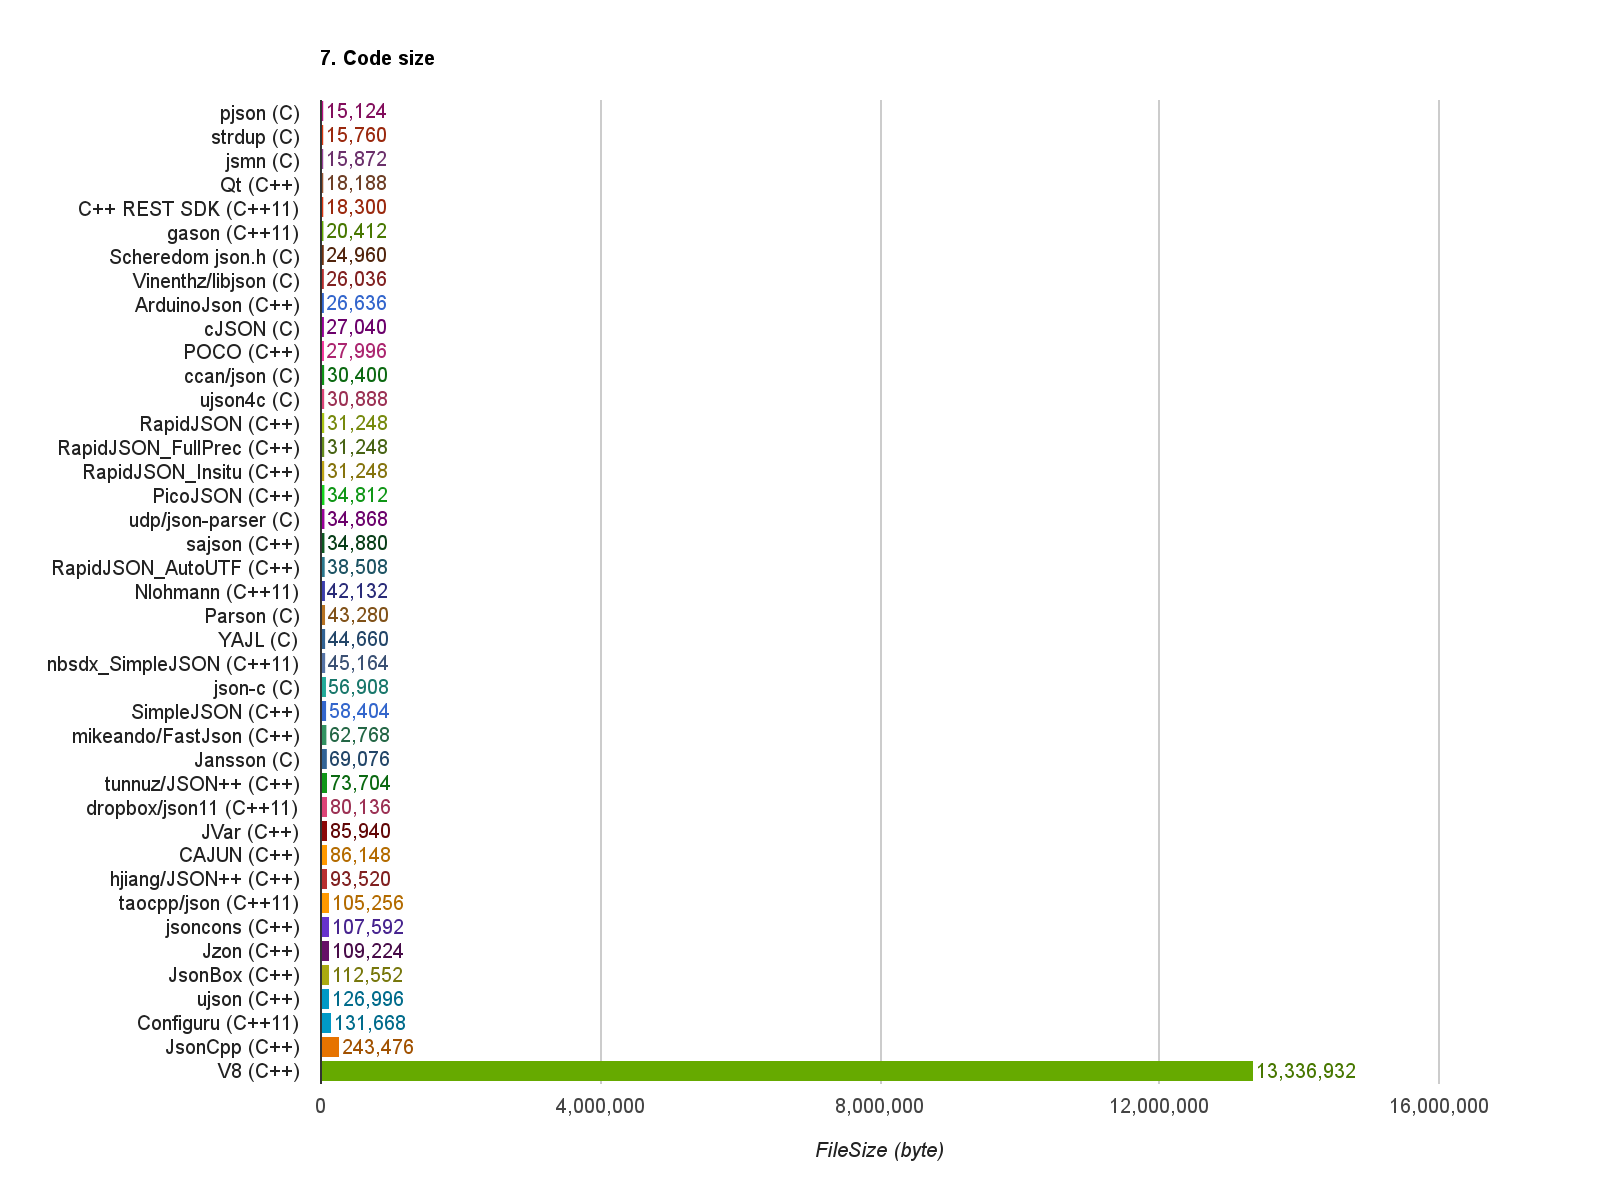 7. Code size
pjson (C) 15,124
strdup (C) 15,760
jsmn (C) 15,872
Qt (C++) 18,188
C++ REST SDK (C++11) 18,300
gason (C++11) 20,412
Scheredom json.h (C) 24,960
Vinenthz/libjson (C) 26,036
ArduinoJson (C++) 26,636
cJSON (C) 27,040
POCO (C++) 27,996
ccan/json (C) 30,400
ujson4c (C) 30,888
RapidJSON (C++) 31,248
RapidJSON_FullPrec (C++) 31,248
RapidJSON_Insitu (C++) 31,248
PicoJSON (C++) 34,812
udp/json-parser (C) 34,868
sajson (C++) 34,880
RapidJSON_AutoUTF (C++) 38,508
Nlohmann (C++11) 42,132
Parson (C) 43,280
YAJL (C) 44,660
nbsdx_SimpleJSON (C++11) 45,164
json-c (C) 56,908
SimpleJSON (C++) 58,404
mikeando/FastJson (C++) 62,768
Jansson (C) 69,076
tunnuz/JSON++ (C++) 73,704
dropbox/json11 (C++11) 80,136
JVar (C++) 85,940
CAJUN (C++) 86,148
hjiang/JSON++ (C++) 93,520
taocpp/json (C++11) 105,256
jsoncons (C++) 107,592
Jzon (C++) 109,224
JsonBox (C++) 112,552
ujson (C++) 126,996
Configuru (C++11) 131,668
JsonCpp (C++) 243,476
V8 (C++) 13,336,932
0 4,000,000 8,000,000 12,000,000 16,000,000
FileSize (byte)